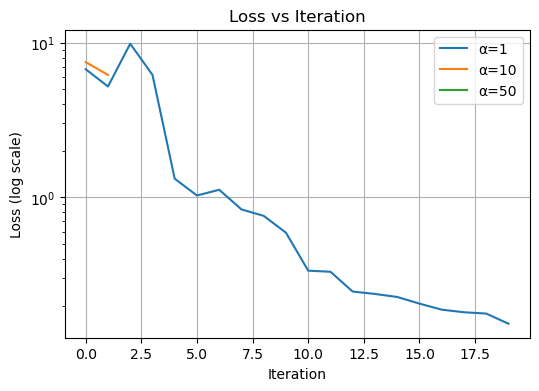 Loss vs Iteration
10¹
10⁰
Loss (log scale)
α=1
α=10
α=50
0.0 2.5 5.0 7.5 10.0 12.5 15.0 17.5
Iteration